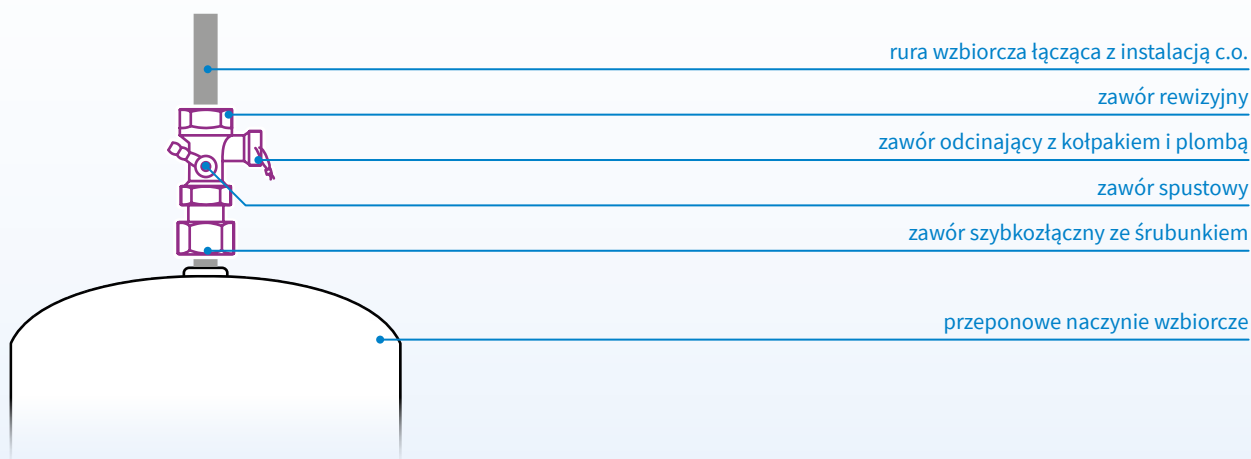 rura wzbiorcza łącząca z instalacją c.o.
zawór rewizyjny
zawór odcinający z kołpakiem i plombą
zawór spustowy
zawór szybkozłączny ze śrubunkiem
przeponowe naczynie wzbiorcze